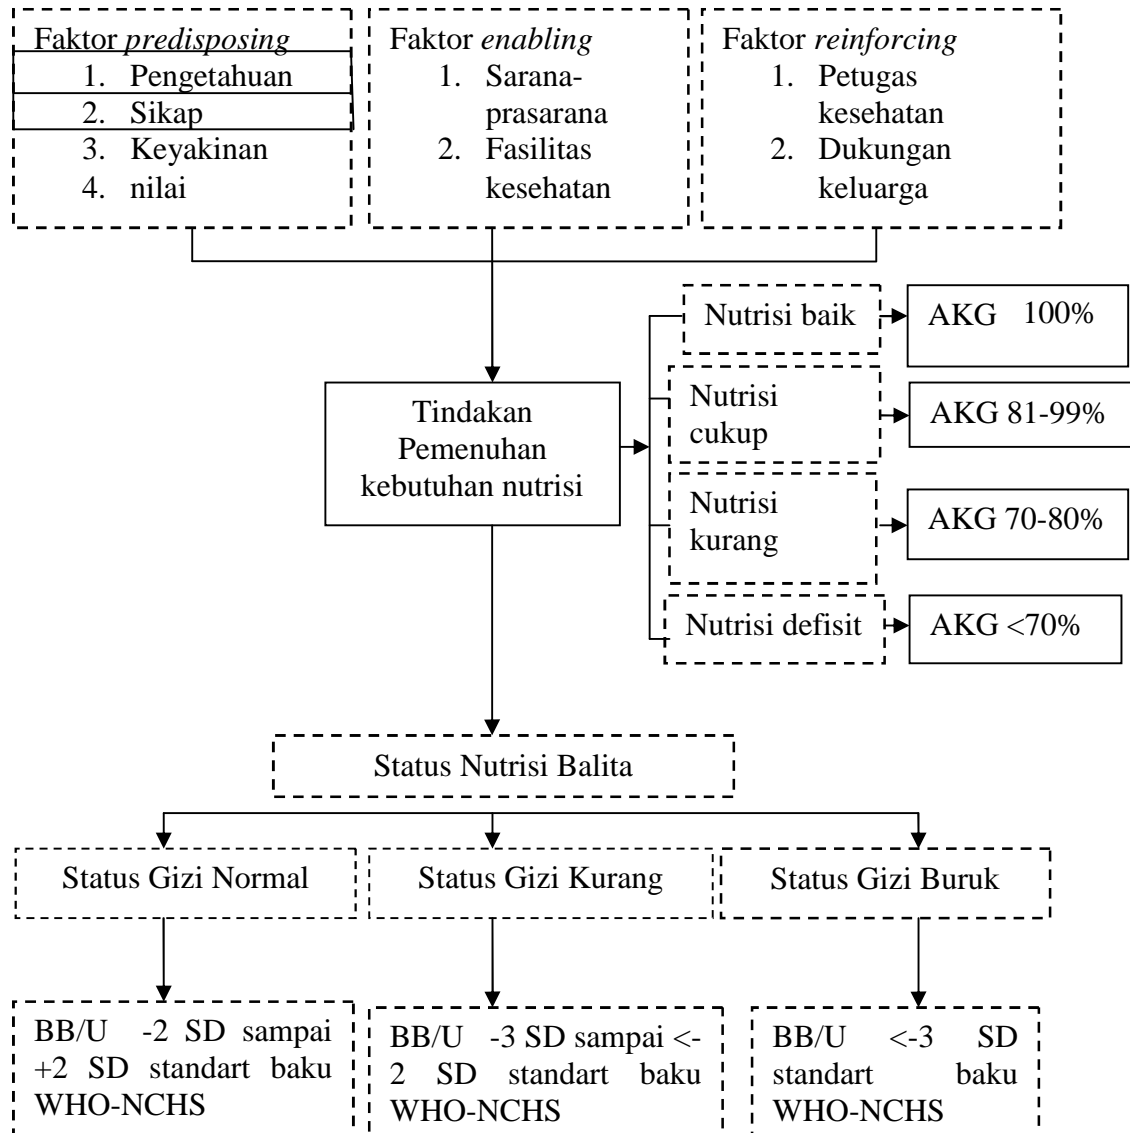 Faktor predisposing
1. Pengetahuan
2. Sikap
3. Keyakinan
4. nilai
Faktor enabling
1. Sarana-
prasarana
2. Fasilitas
kesehatan
Faktor reinforcing
1. Petugas
kesehatan
2. Dukungan
keluarga
Tindakan
Pemenuhan
kebutuhan nutrisi
Nutrisi baik
AKG 100%
Nutrisi
cukup
AKG 81-99%
Nutrisi
kurang
AKG 70-80%
Nutrisi defisit
AKG <70%
Status Nutrisi Balita
Status Gizi Normal
Status Gizi Kurang
Status Gizi Buruk
BB/U -2 SD sampai
+2 SD standart baku
WHO-NCHS
BB/U -3 SD sampai <-
2 SD standart baku
WHO-NCHS
BB/U <-3 SD
standart baku
WHO-NCHS